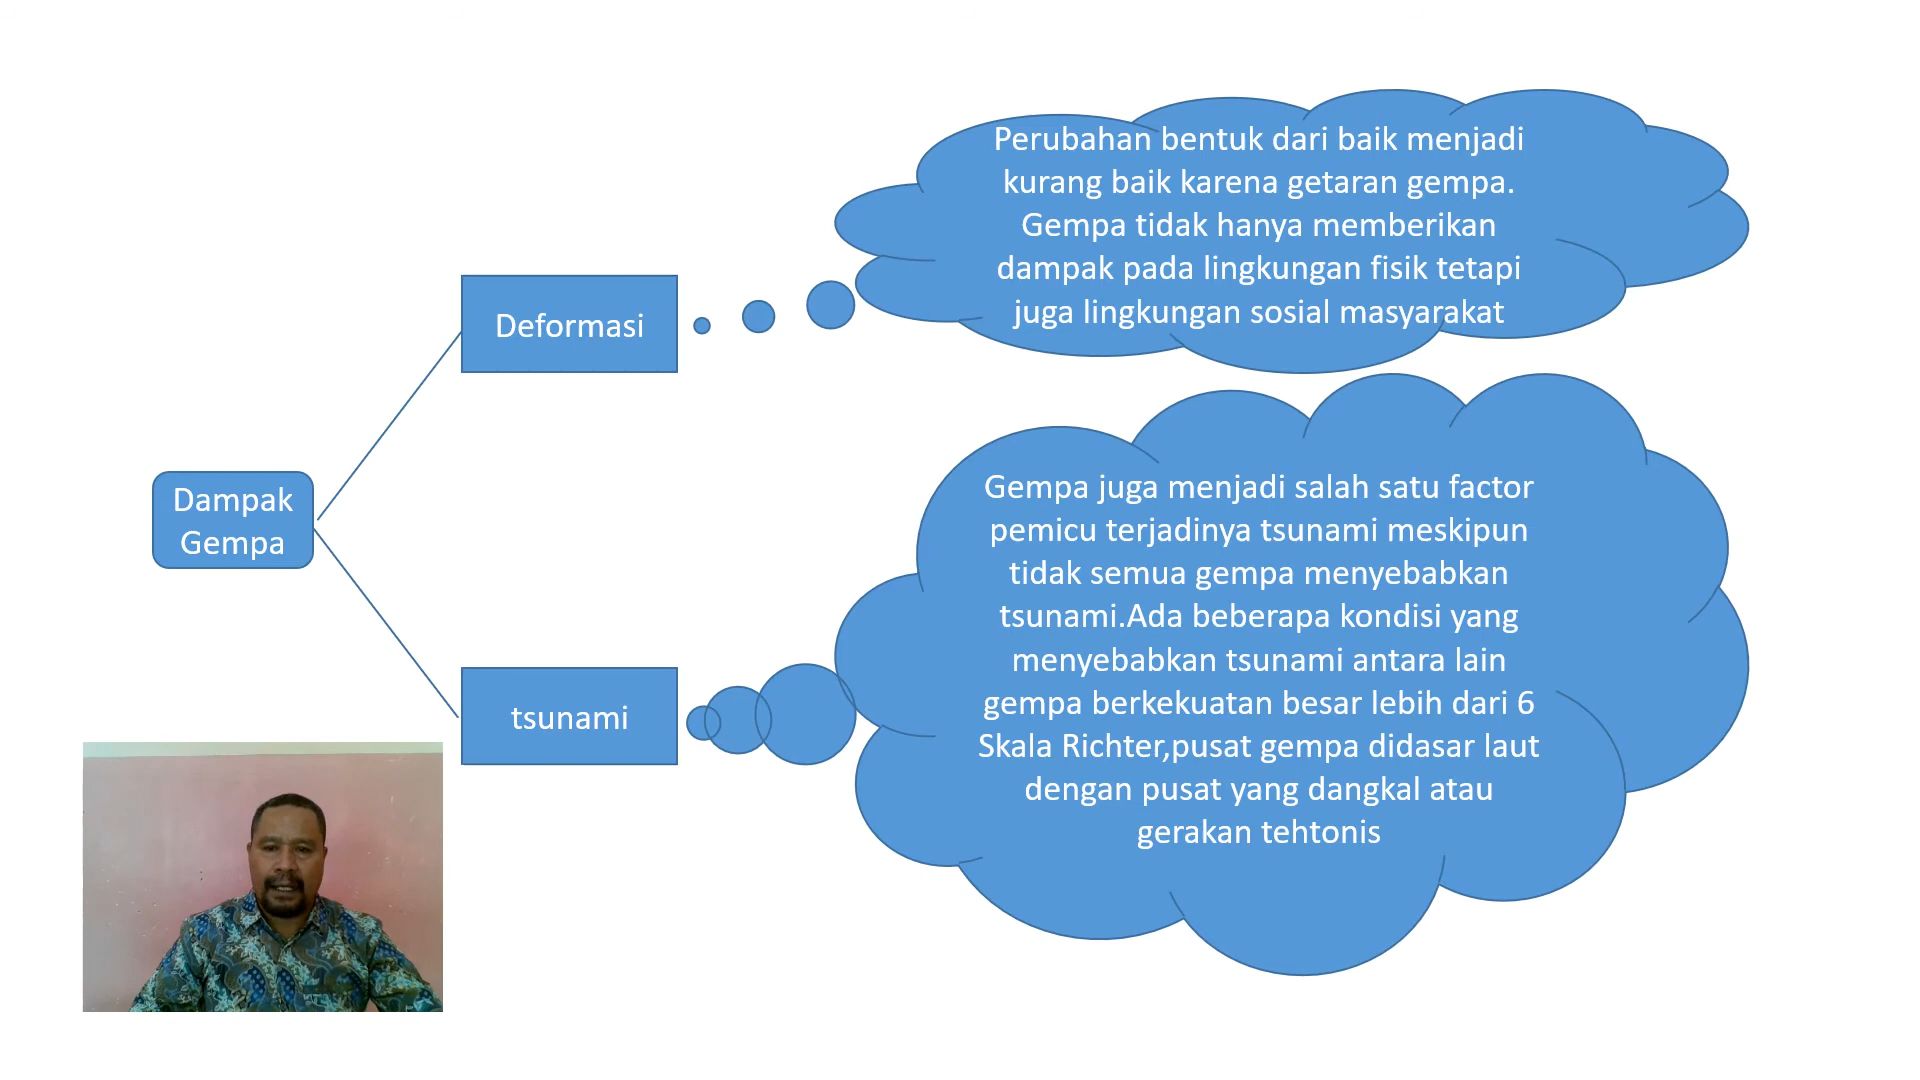 Dampak
Gempa
Deformasi
Perubahan bentuk dari baik menjadi
kurang baik karena getaran gempa.
Gempa tidak hanya memberikan
dampak pada lingkungan fisik tetapi
juga lingkungan sosial masyarakat
tsunami
Gempa juga menjadi salah satu factor
pemicu terjadinya tsunami meskipun
tidak semua gempa menyebabkan
tsunami.Ada beberapa kondisi yang
menyebabkan tsunami antara lain
gempa berkekuatan besar lebih dari 6
Skala Richter,pusat gempa didasar laut
dengan pusat yang dangkal atau
gerakan tehtonis